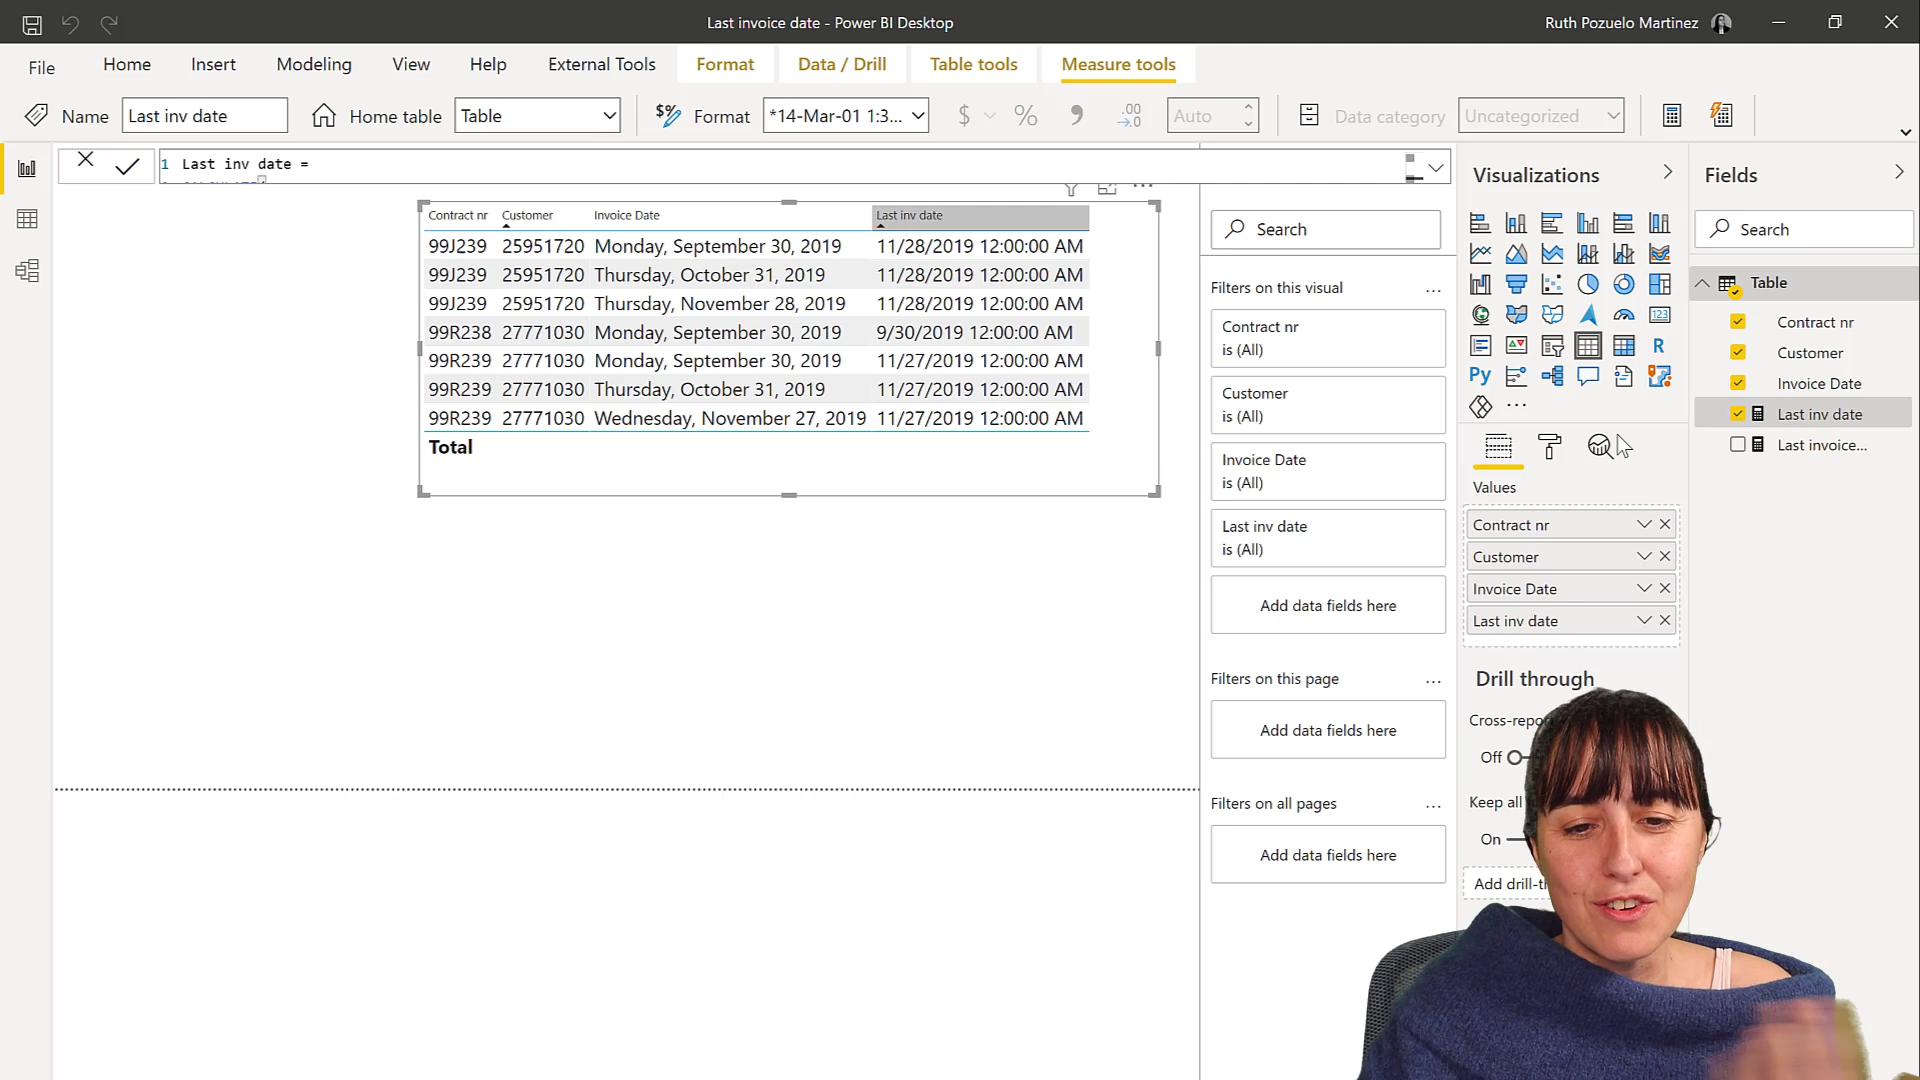 Last invoice date - Power BI Desktop
Ruth Pozuelo Martinez
File Home Insert Modeling View Help External Tools Format Data / Drill Table tools Measure tools
Name Last inv date Home table Table Format *14-Mar-01 1:3... $ % Auto Data category Uncategorized
1 Last inv date =
Contract nr Customer Invoice Date Last inv date
99J239 25951720 Monday, September 30, 2019 11/28/2019 12:00:00 AM
99J239 25951720 Thursday, October 31, 2019 11/28/2019 12:00:00 AM
99J239 25951720 Thursday, November 28, 2019 11/28/2019 12:00:00 AM
99R238 27771030 Monday, September 30, 2019 9/30/2019 12:00:00 AM
99R239 27771030 Monday, September 30, 2019 11/27/2019 12:00:00 AM
99R239 27771030 Thursday, October 31, 2019 11/27/2019 12:00:00 AM
99R239 27771030 Wednesday, November 27, 2019 11/27/2019 12:00:00 AM
Total
Search
Filters on this visual ...
Contract nr
is (All)
Customer
is (All)
Invoice Date
is (All)
Last inv date
is (All)
Add data fields here
Filters on this page ...
Add data fields here
Filters on all pages ...
Add data fields here
Visualizations
123
R
Py
...
Values
Contract nr
Customer
Invoice Date
Last inv date
Drill through
Cross-repo
Off
Keep all
On
Add drill-t
Fields
Search
Table
Contract nr
Customer
Invoice Date
Last inv date
Last invoice...